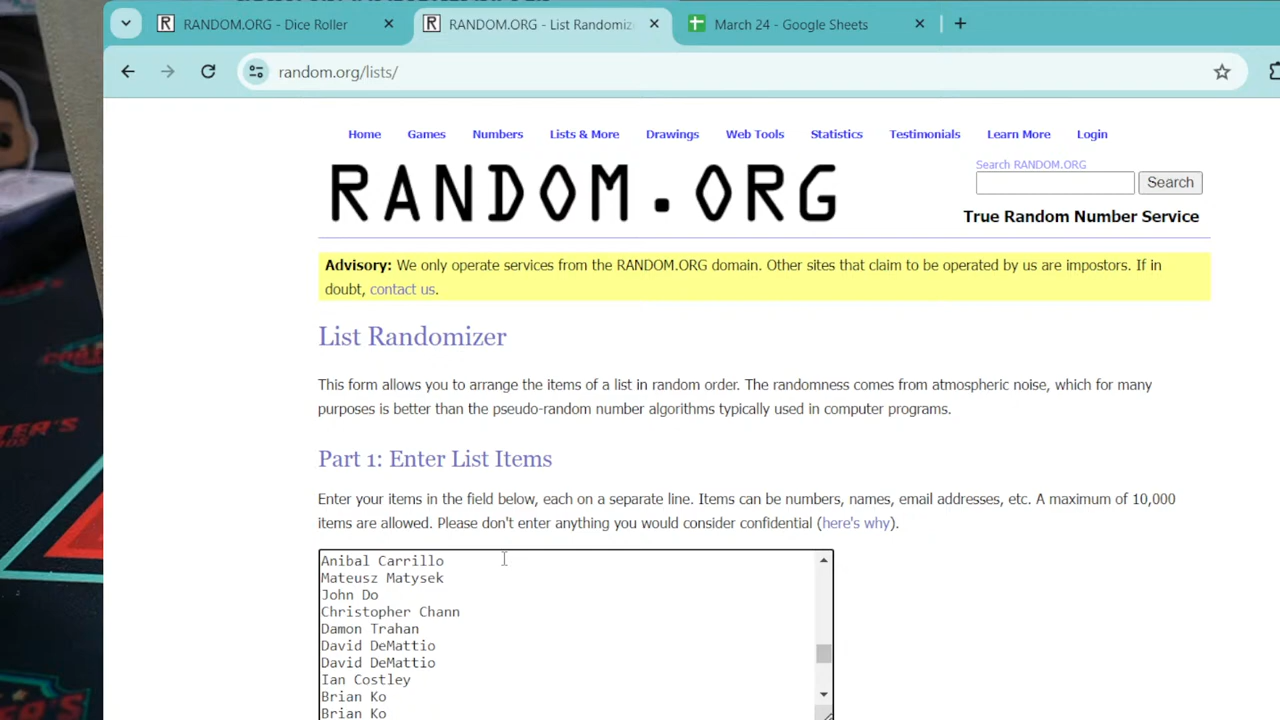 RANDOM.ORG - Dice Roller
RANDOM.ORG - List Randomize
March 24 - Google Sheets
random.org/lists/
Home Games Numbers Lists & More Drawings Web Tools Statistics Testimonials Learn More Login
RANDOM.ORG
Search RANDOM.ORG
Search
True Random Number Service
Advisory: We only operate services from the RANDOM.ORG domain. Other sites that claim to be operated by us are impostors. If in
doubt, contact us.
List Randomizer
This form allows you to arrange the items of a list in random order. The randomness comes from atmospheric noise, which for many
purposes is better than the pseudo-random number algorithms typically used in computer programs.
Part 1: Enter List Items
Enter your items in the field below, each on a separate line. Items can be numbers, names, email addresses, etc. A maximum of 10,000
items are allowed. Please don't enter anything you would consider confidential (here's why).
Anibal Carrillo
Mateusz Matysek
John Do
Christopher Chann
Damon Trahan
David DeMattio
David DeMattio
Ian Costley
Brian Ko
Brian Ko